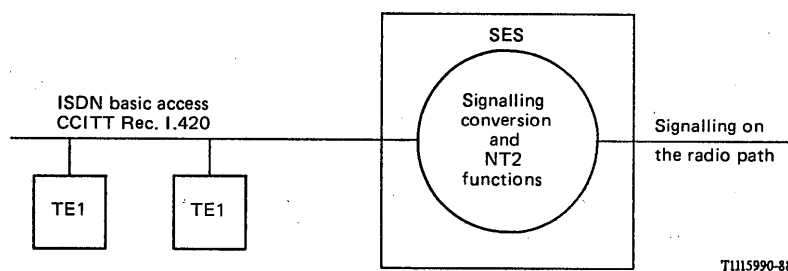 SES
ISDN basic access
CCITT Rec. I.420
Signalling
conversion
and
NT2
functions
Signalling on
the radio path
TE1
TE1
T1115990-88